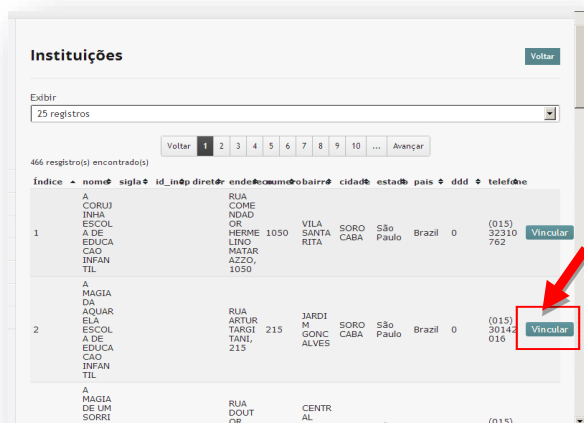 Instituições
Voltar
Exibir
25 registros
Voltar 1 2 3 4 5 6 7 8 9 10 ... Avançar
466 resgistro(s) encontrado(s)
Índice nome sigla id_inep diretor endereco numero bairro cidade estado pais ddd telefone
A
CORUJ
INHA
ESCOL
A DE
EDUCA
CAO
INFAN
TIL
RUA
COME
NDAD
OR
HERME
LINO
MATAR
AZZO,
1050
1
1050
VILA
SANTA
RITA
SORO
CABA
São
Paulo
Brazil
0
(015)
32310
762
Vincular
A
MAGIA
DA
AQUAR
ELA
ESCOL
A DE
EDUCA
CAO
INFAN
TIL
2
RUA
ARTUR
TARGI
TANI,
215
215
JARDI
M
GONC
ALVES
SORO
CABA
São
Paulo
Brazil
0
(015)
30142
016
Vincular
A
MAGIA
DE UM
SORRI
RUA
DOUT
OR
CENTR
AL
São
(015)